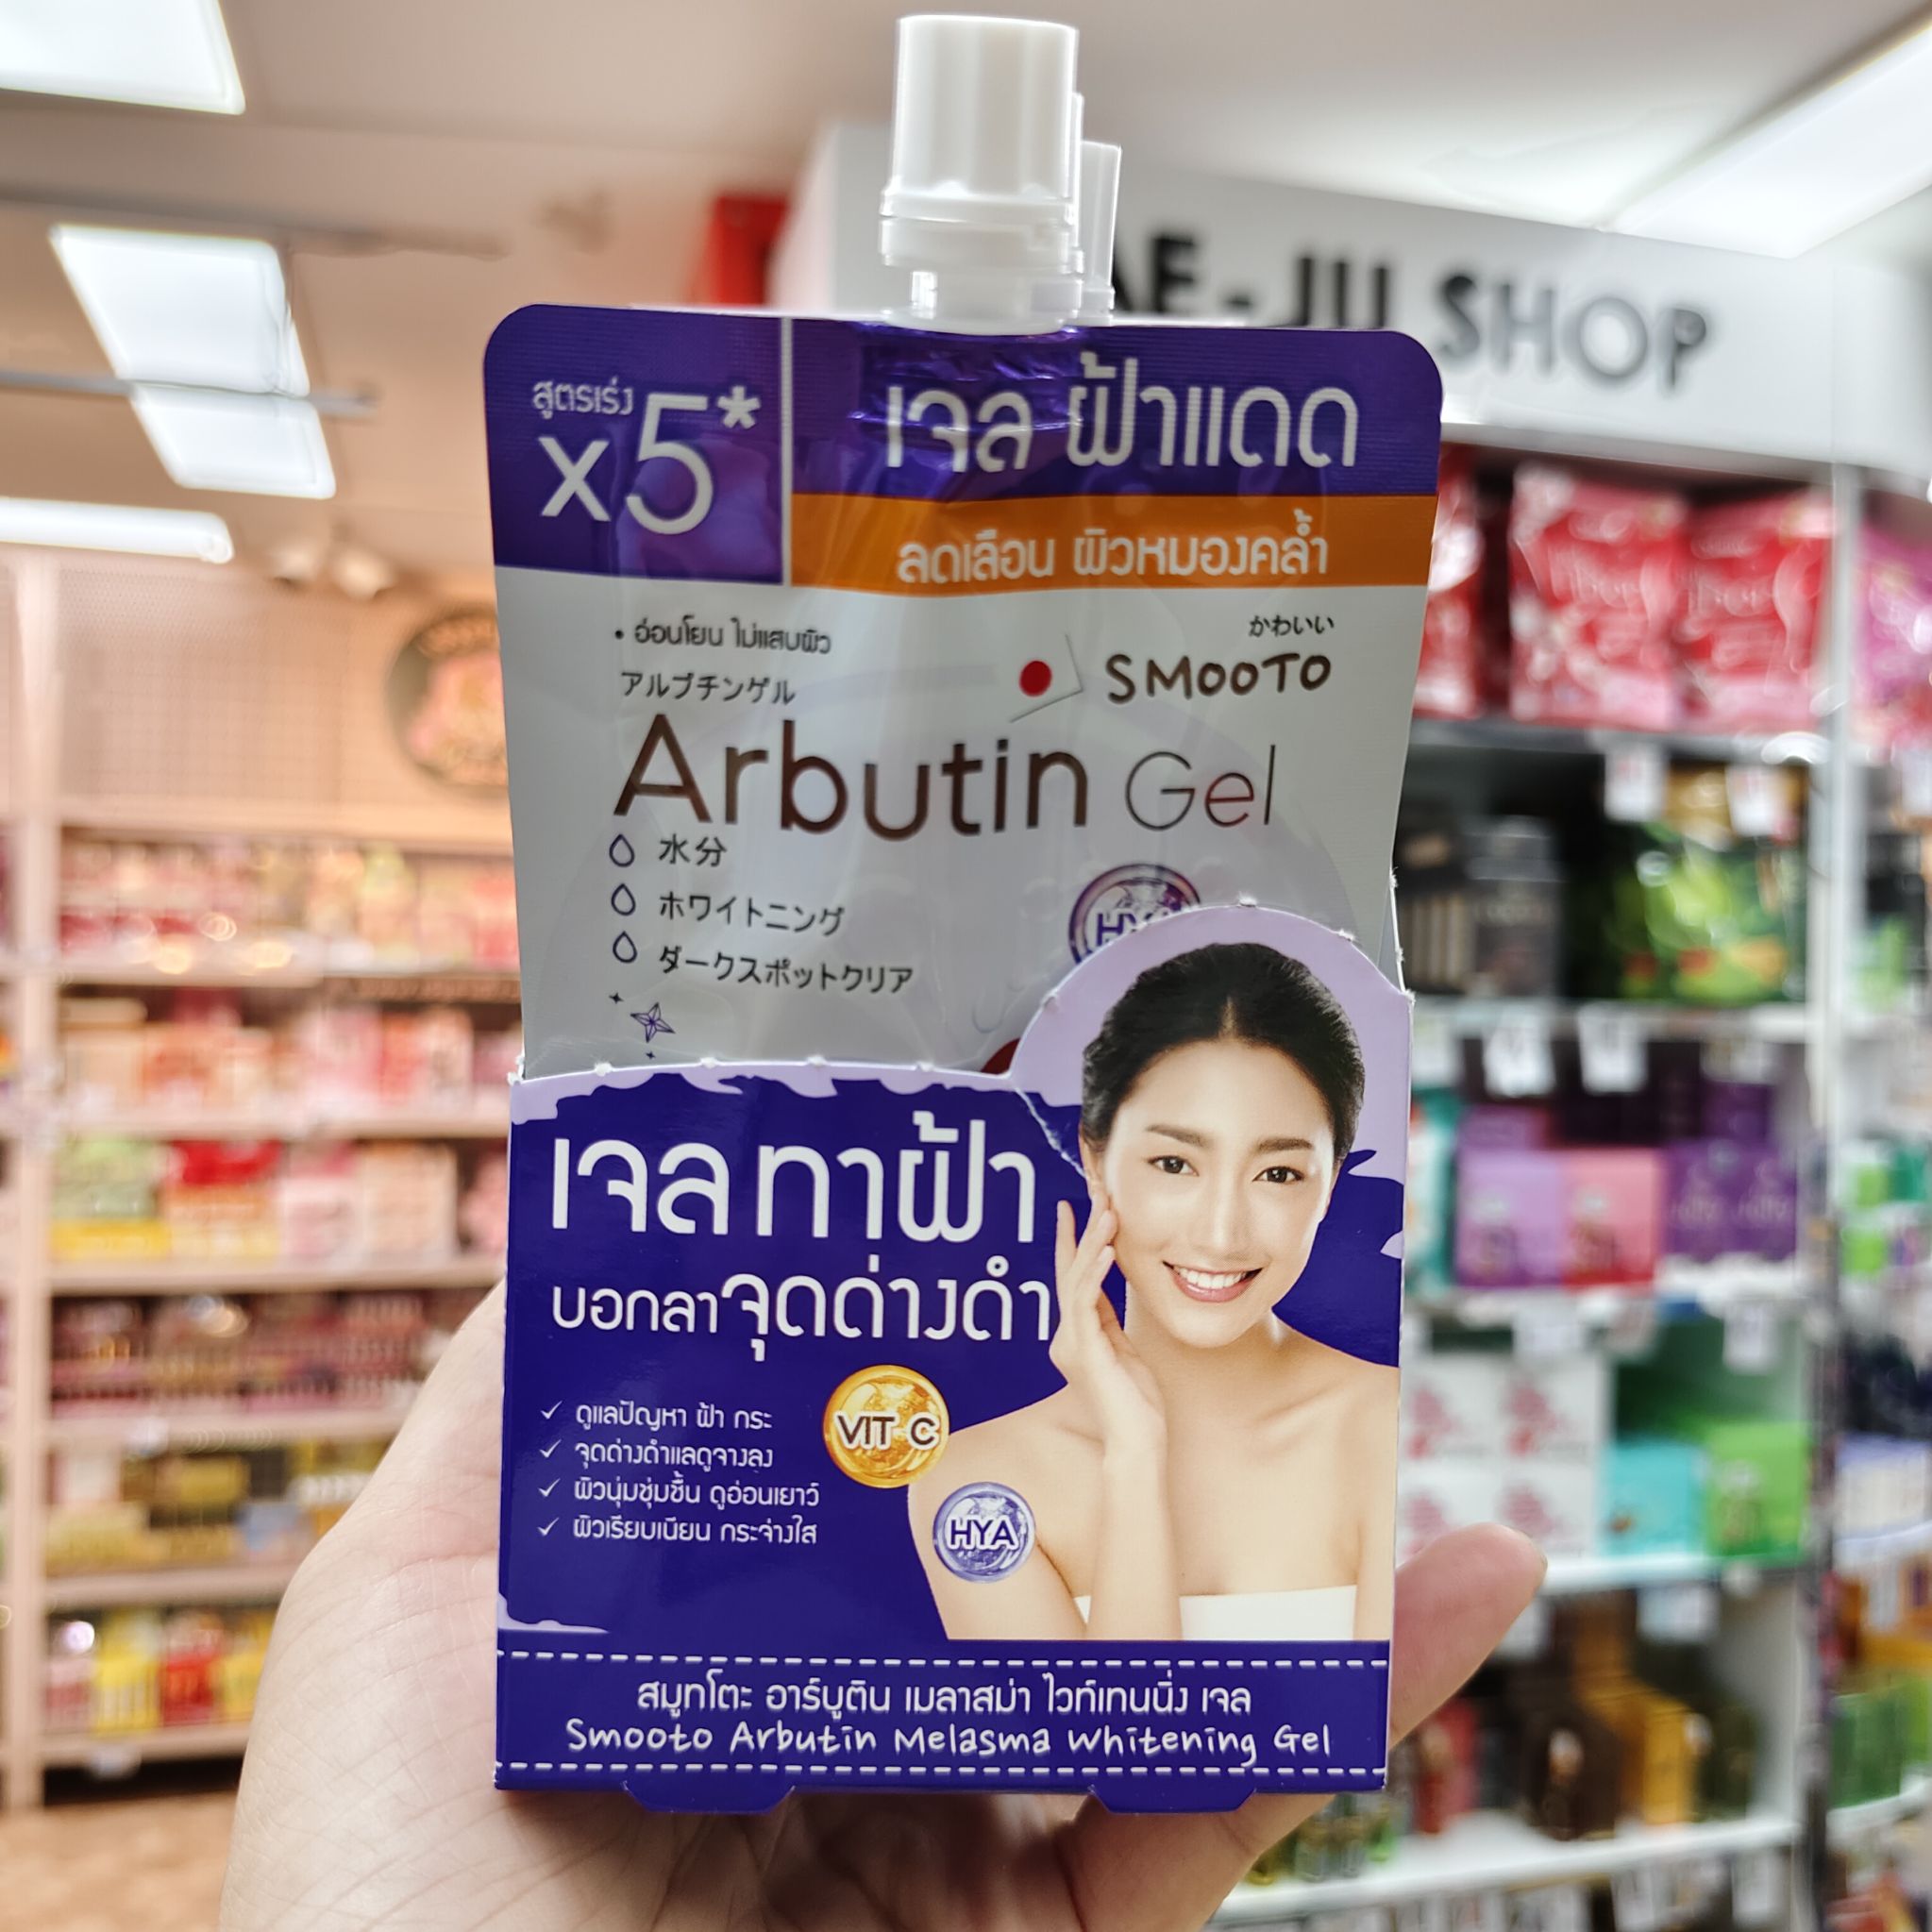 AE-JU SHOP
สูตรเร่ง
x5*
เจล ฝ้าแดด
ลดเลือน ผิวหมองคล้ำ
• อ่อนโยน ไม่แสบผิว
かわいい
SMOOTO
アルブチンゲル
Arbutin Gel
水分
ホワイトニング
ダークスポットクリア
HYA
เจลทาฝ้า
บอกลาจุดด่างดำ
✓ ดูแลปัญหา ฝ้า กระ
✓ จุดด่างดำแลดูจางลง
✓ ผิวนุ่มชุ่มชื้น ดูอ่อนเยาว์
✓ ผิวเรียบเนียน กระจ่างใส
VIT C
HYA
สมูทโตะ อาร์บูติน เมลาสม่า ไวท์เทนนิ่ง เจล
Smooto Arbutin Melasma Whitening Gel